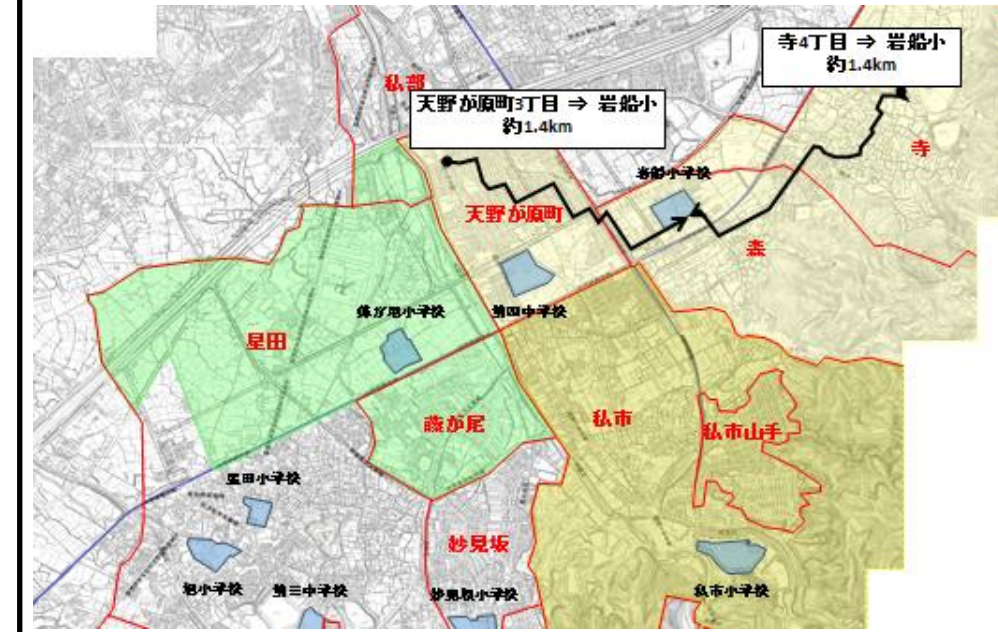 寺4丁目 ⇒ 岩船小
約1.4km
私部
天野が原町3丁目 ⇒ 岩船小
約1.4km
寺
岩船小学校
天野が原町
森
第四中学校
藤が尾小学校
星田
藤が尾
私市
私市山手
星田小学校
妙見坂
旭小学校
第三中学校
妙見坂小学校
私市小学校